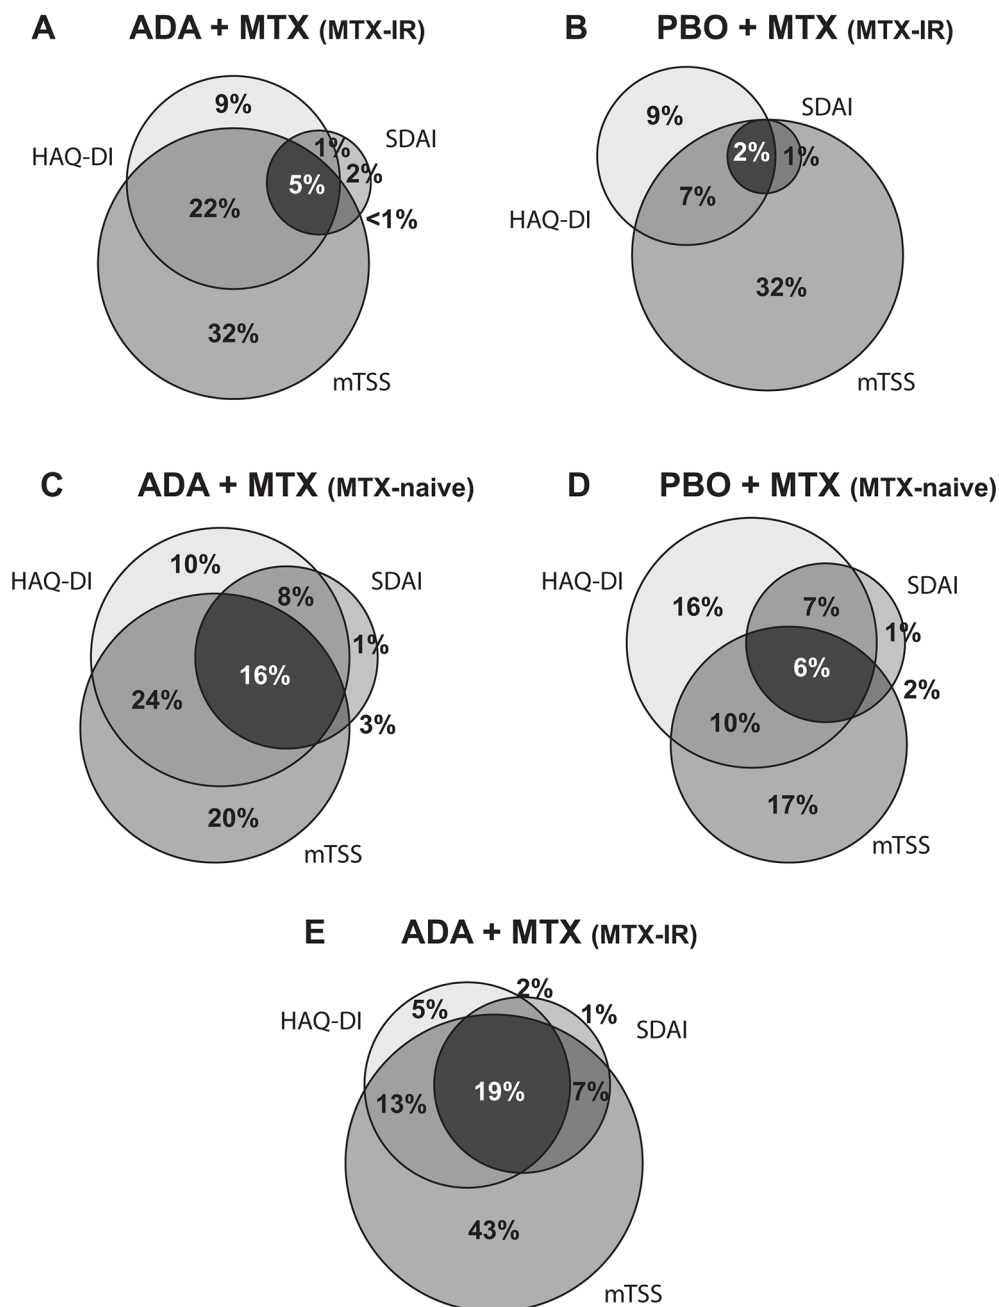 A ADA + MTX (MTX-IR)
9%
SDAI
HAQ-DI
1%
2%
5%
22%
<1%
32%
mTSS
B PBO + MTX (MTX-IR)
SDAI
9%
2%
1%
7%
HAQ-DI
32%
mTSS
C ADA + MTX (MTX-naive)
10%
HAQ-DI
SDAI
8%
1%
16%
24%
3%
20%
mTSS
D PBO + MTX (MTX-naive)
HAQ-DI
SDAI
16%
7%
1%
6%
2%
10%
17%
mTSS
E ADA + MTX (MTX-IR)
2%
5%
1%
HAQ-DI
SDAI
19%
7%
13%
43%
mTSS